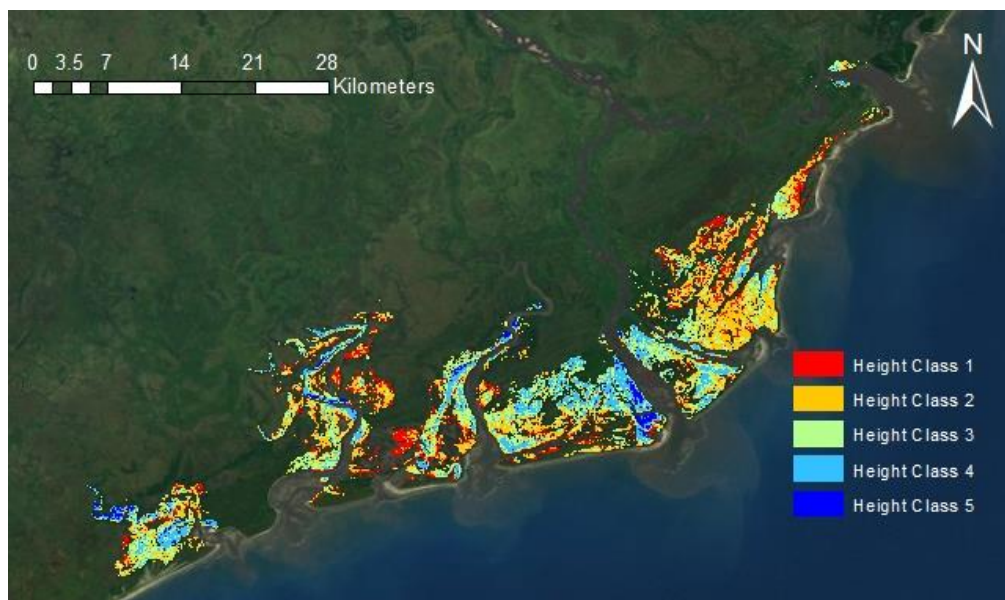 0 3.5 7 14 21 28
Kilometers
N
Height Class 1
Height Class 2
Height Class 3
Height Class 4
Height Class 5